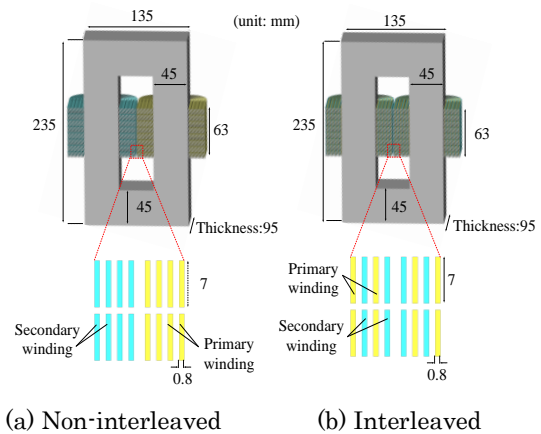 135
(unit: mm)
135
45
45
235
63
235
63
45
Thickness:95
45
Thickness:95
7
Primary
winding
7
Secondary
winding
Primary
winding
Secondary
winding
0.8
0.8
(a) Non-interleaved
(b) Interleaved